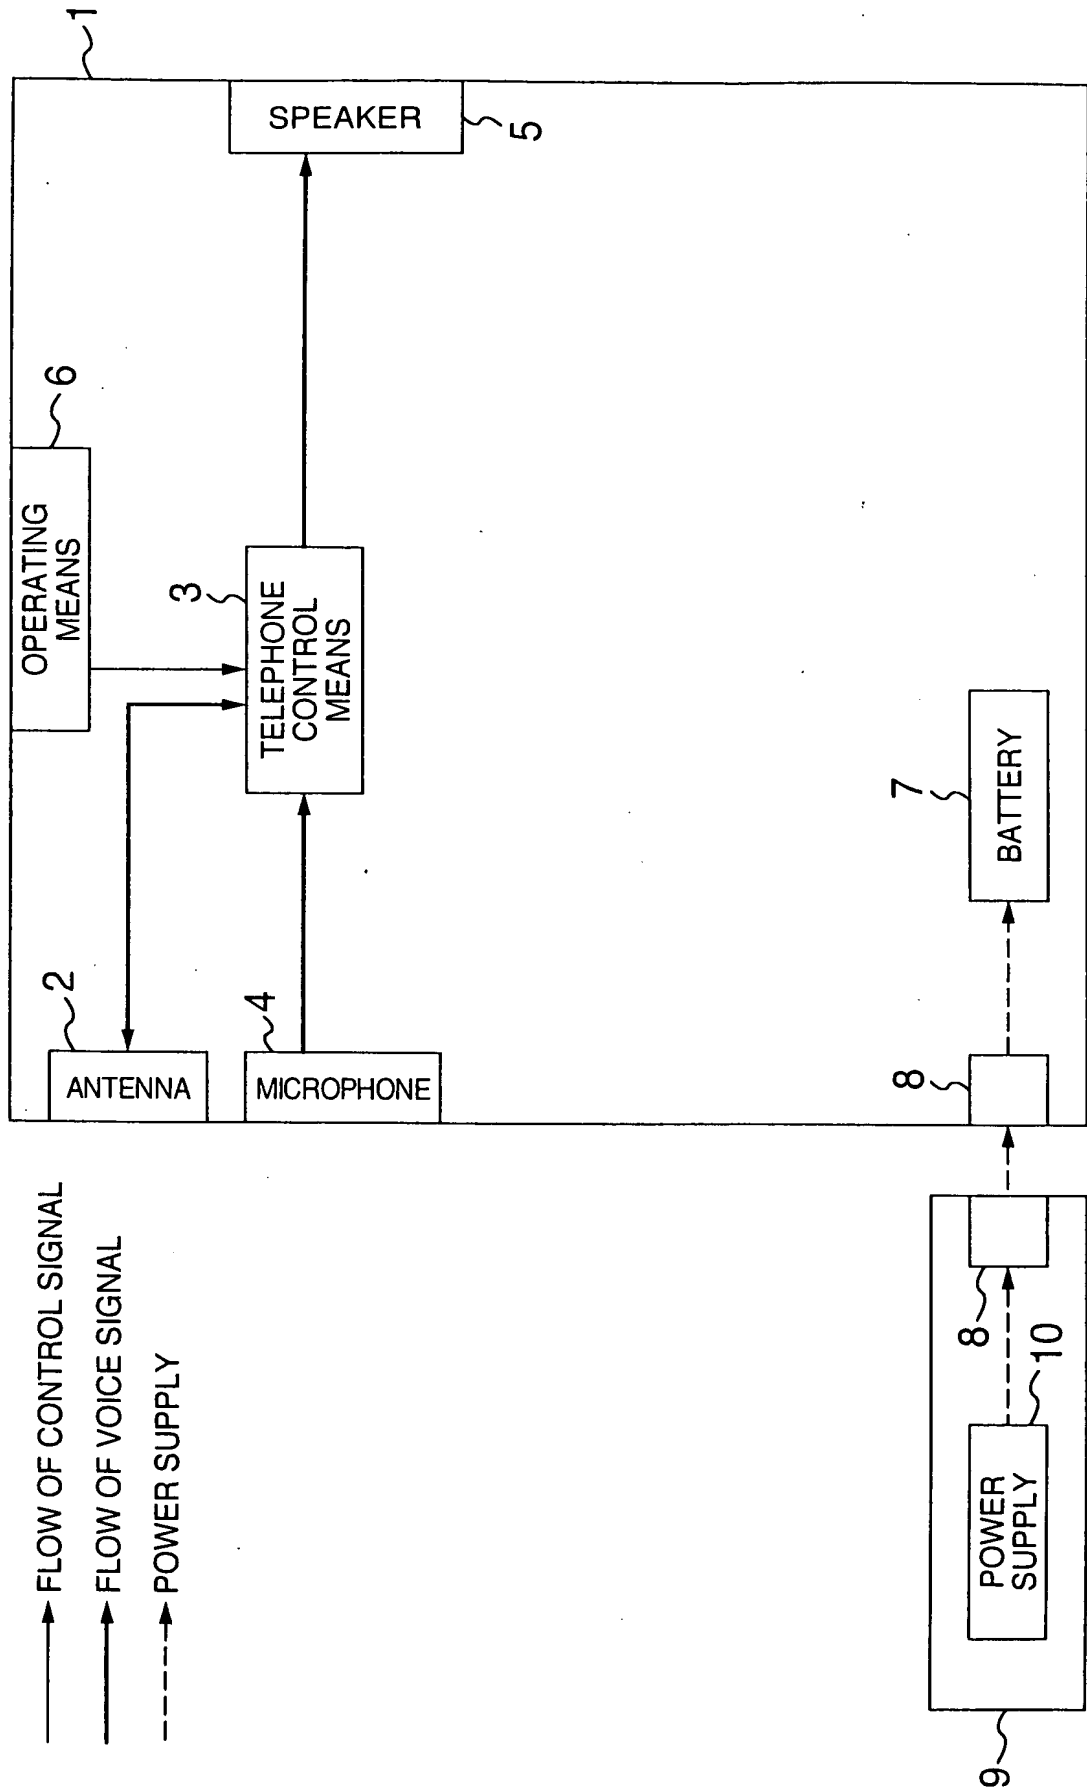 FLOW OF CONTROL SIGNAL
FLOW OF VOICE SIGNAL
POWER SUPPLY
1
OPERATING
MEANS
6
ANTENNA
2
TELEPHONE
CONTROL
MEANS
3
MICROPHONE
4
SPEAKER
5
BATTERY
7
8
8
POWER
SUPPLY
10
9